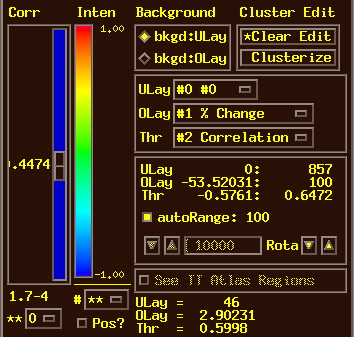 Corr Inten Background Cluster Edit
1.00
bkgd:ULay *Clear Edit
bkgd:OLay Clusterize
ULay #0 #0
OLay #1 % Change
Thr #2 Correlation
.4474
ULay 0: 857
OLay -53.52031: 100
Thr -0.5761: 0.6472
autoRange: 100
10000 Rota
-1.00
See TT Atlas Regions
1.7-4
# **
ULay = 46
** 0
OLay = 2.90231
Pos?
Thr = 0.5998